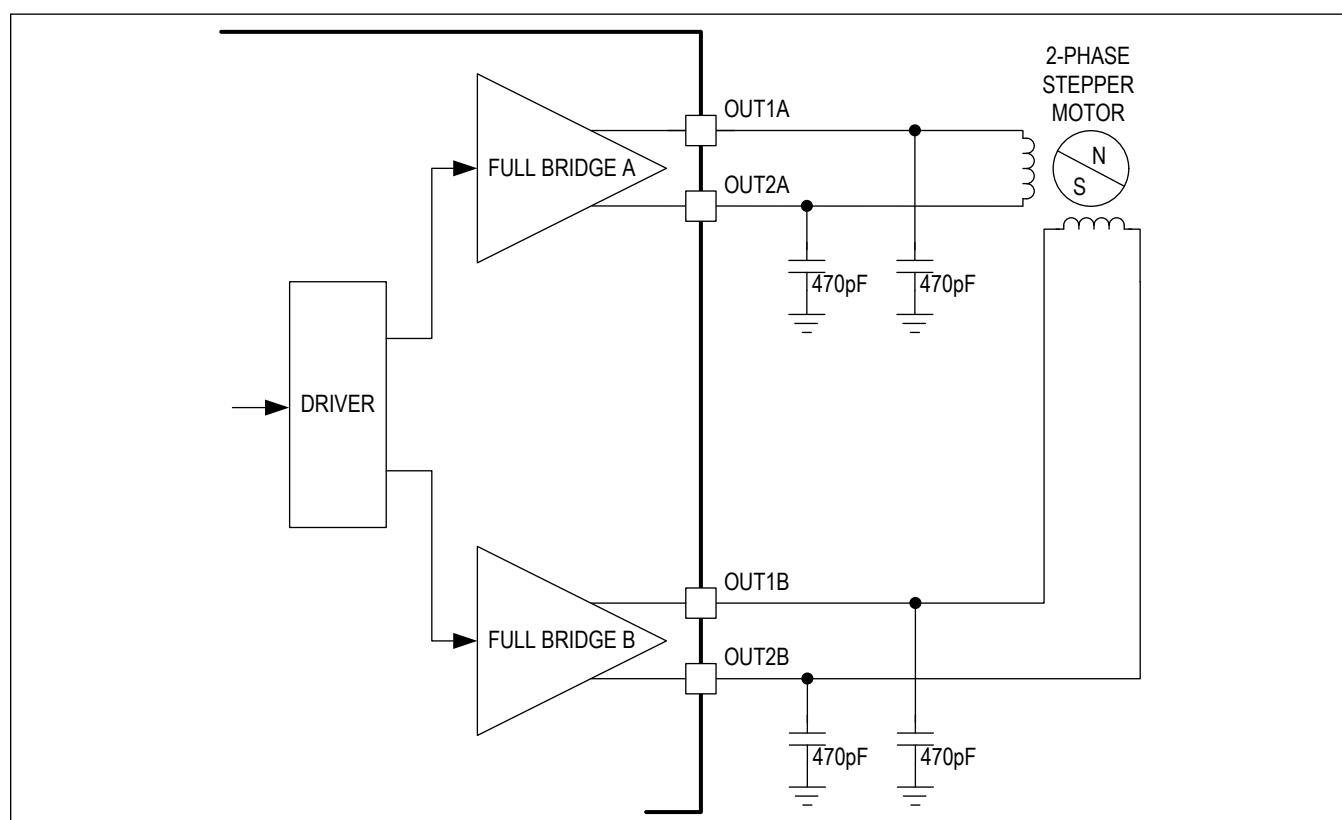 2-PHASE
STEPPER
MOTOR
OUT1A
FULL BRIDGE A
N
OUT2A
S
470pF
470pF
DRIVER
OUT1B
FULL BRIDGE B
OUT2B
470pF
470pF